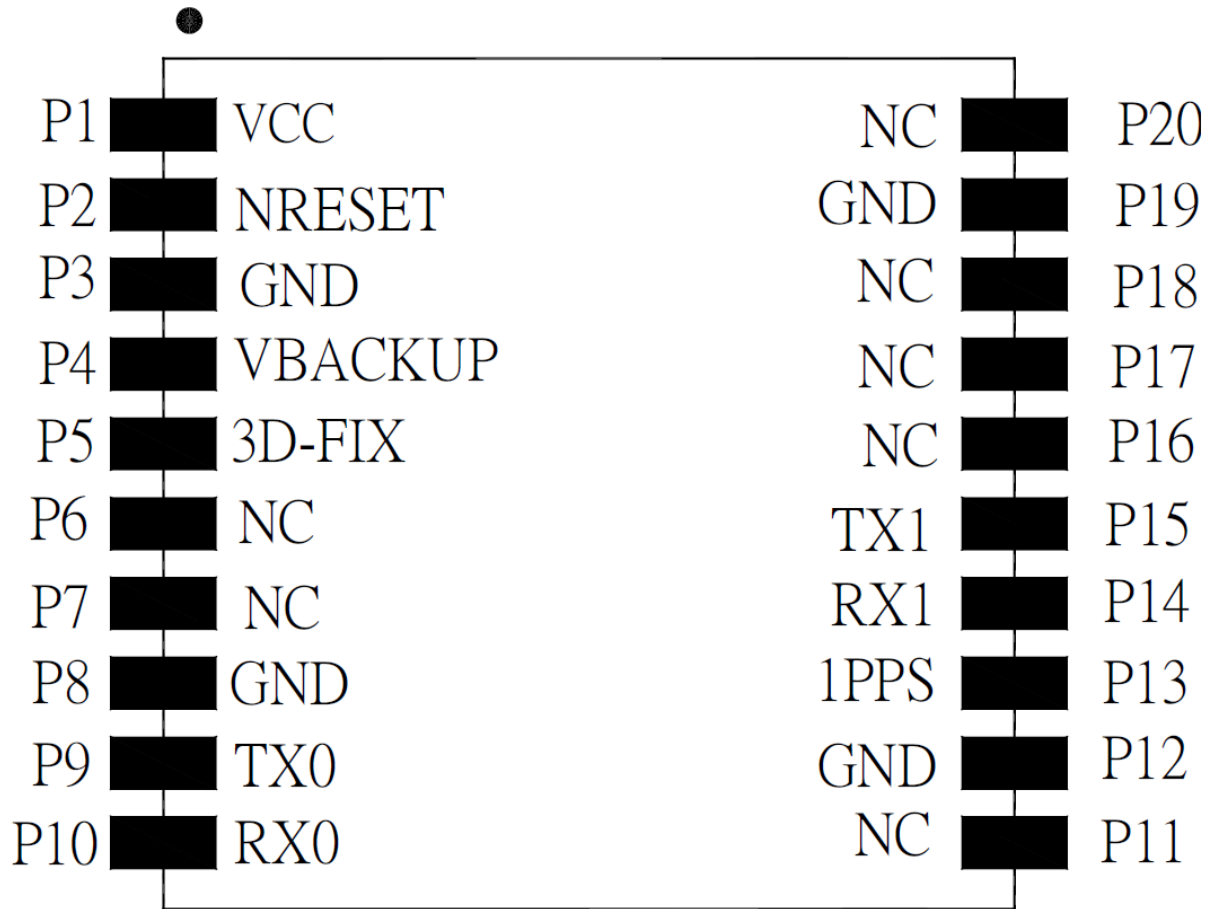 P1 VCC NC P20
P2 NRESET GND P19
P3 GND NC P18
P4 VBACKUP NC P17
P5 3D-FIX NC P16
P6 NC TX1 P15
P7 NC RX1 P14
P8 GND 1PPS P13
P9 TX0 GND P12
P10 RX0 NC P11